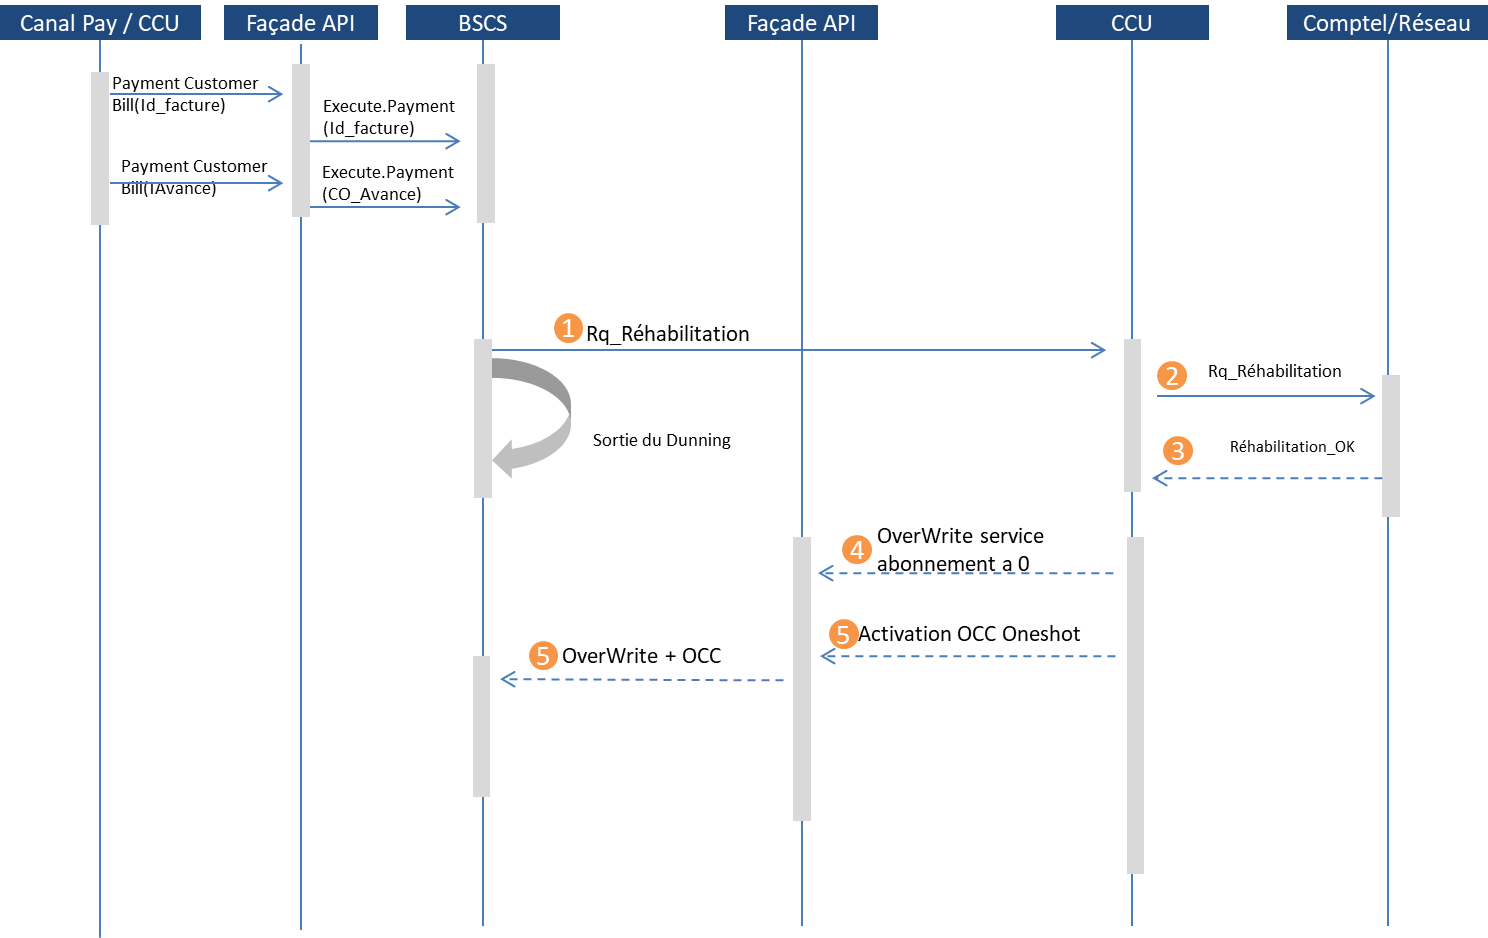 Canal Pay / CCU
Façade API
BSCS
Façade API
CCU
Comptel/Réseau
Payment Customer
Bill(Id_facture)
Execute.Payment
(Id_facture)
Payment Customer
Bill(IAvance)
Execute.Payment
(CO_Avance)
1 Rq_Réhabilitation
2 Rq_Réhabilitation
Sortie du Dunning
3 Réhabilitation_OK
4 OverWrite service
abonnement a 0
5 Activation OCC Oneshot
5 OverWrite + OCC